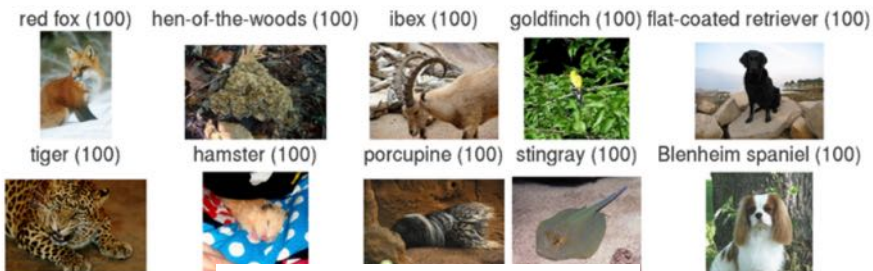 red fox (100) hen-of-the-woods (100) ibex (100) goldfinch (100) flat-coated retriever (100)
tiger (100) hamster (100) porcupine (100) stingray (100) Blenheim spaniel (100)